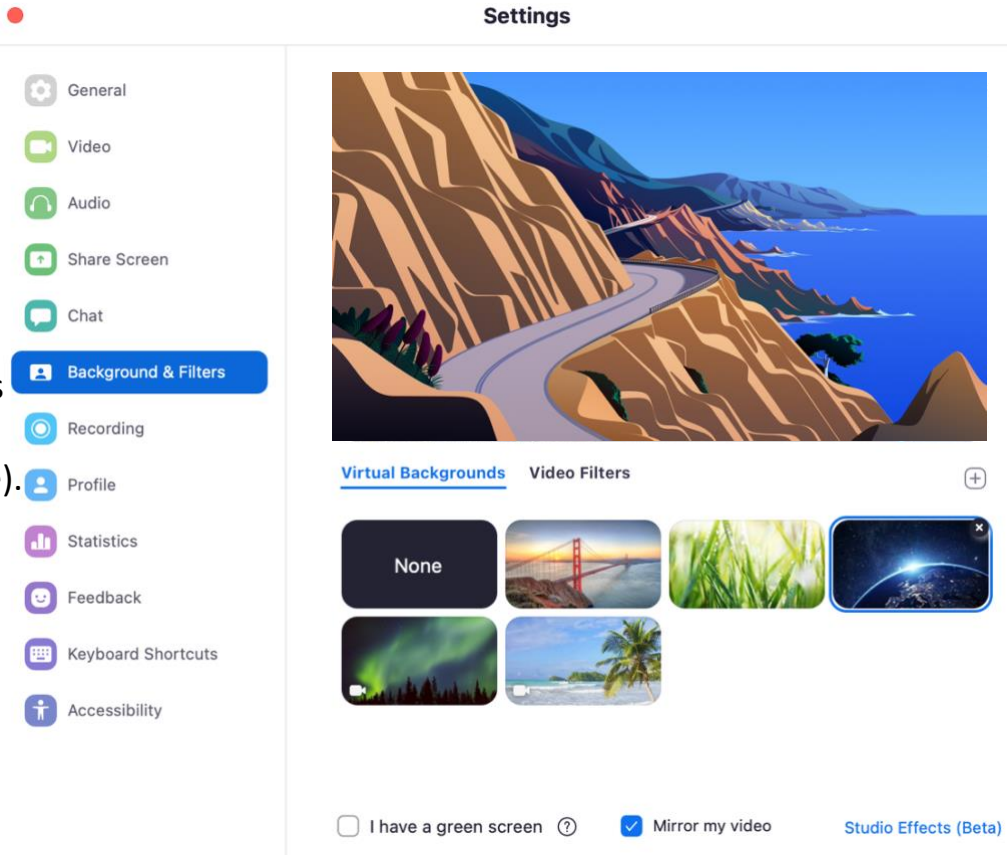 Settings
General
Video
Audio
Share Screen
Chat
s
Background & Filters
Recording
).
Profile
Statistics
Feedback
Keyboard Shortcuts
Accessibility
Virtual Backgrounds
Video Filters
None
I have a green screen
Mirror my video
Studio Effects (Beta)